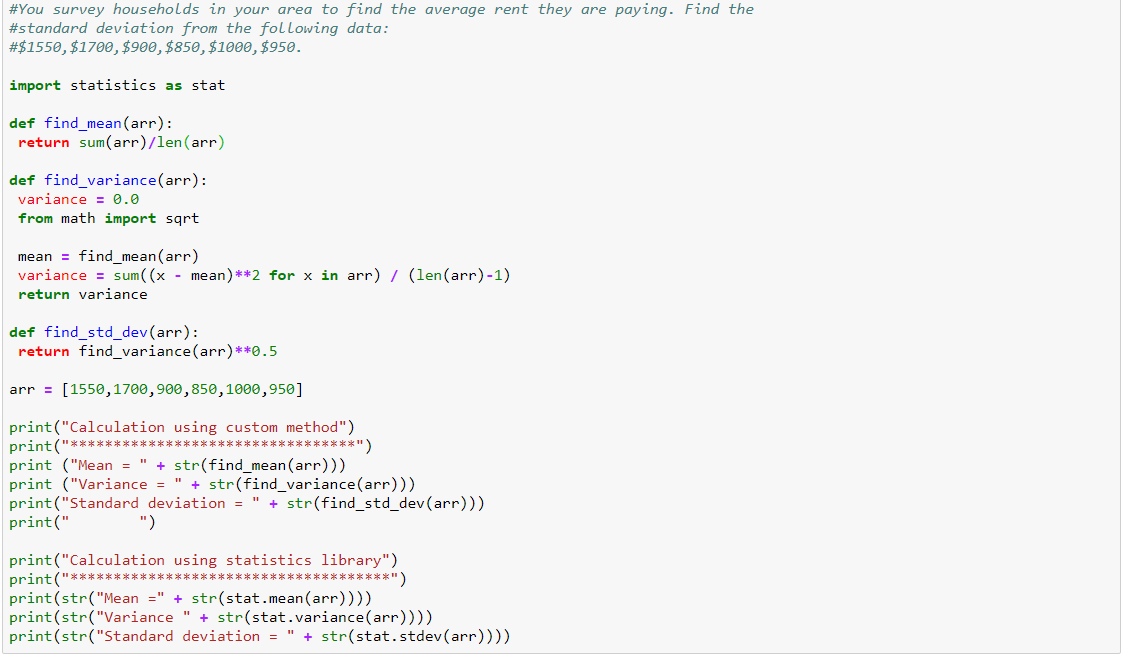 #You survey households in your area to find the average rent they are paying. Find the
#standard deviation from the following data:
#$1550,$1700,$900,$850,$1000,$950.
import statistics as stat
def find_mean(arr):
 return sum(arr)/len(arr)
def find_variance(arr):
 variance = 0.0
 from math import sqrt
 mean = find_mean(arr)
 variance = sum((x - mean)**2 for x in arr) / (len(arr)-1)
 return variance
def find_std_dev(arr):
 return find_variance(arr)**0.5
arr = [1550,1700,900,850,1000,950]
print("Calculation using custom method")
print("*********************************")
print ("Mean = " + str(find_mean(arr)))
print ("Variance = " + str(find_variance(arr)))
print("Standard deviation = " + str(find_std_dev(arr)))
print("        ")
print("Calculation using statistics library")
print("*************************************")
print(str("Mean =" + str(stat.mean(arr))))
print(str("Variance " + str(stat.variance(arr))))
print(str("Standard deviation = " + str(stat.stdev(arr))))